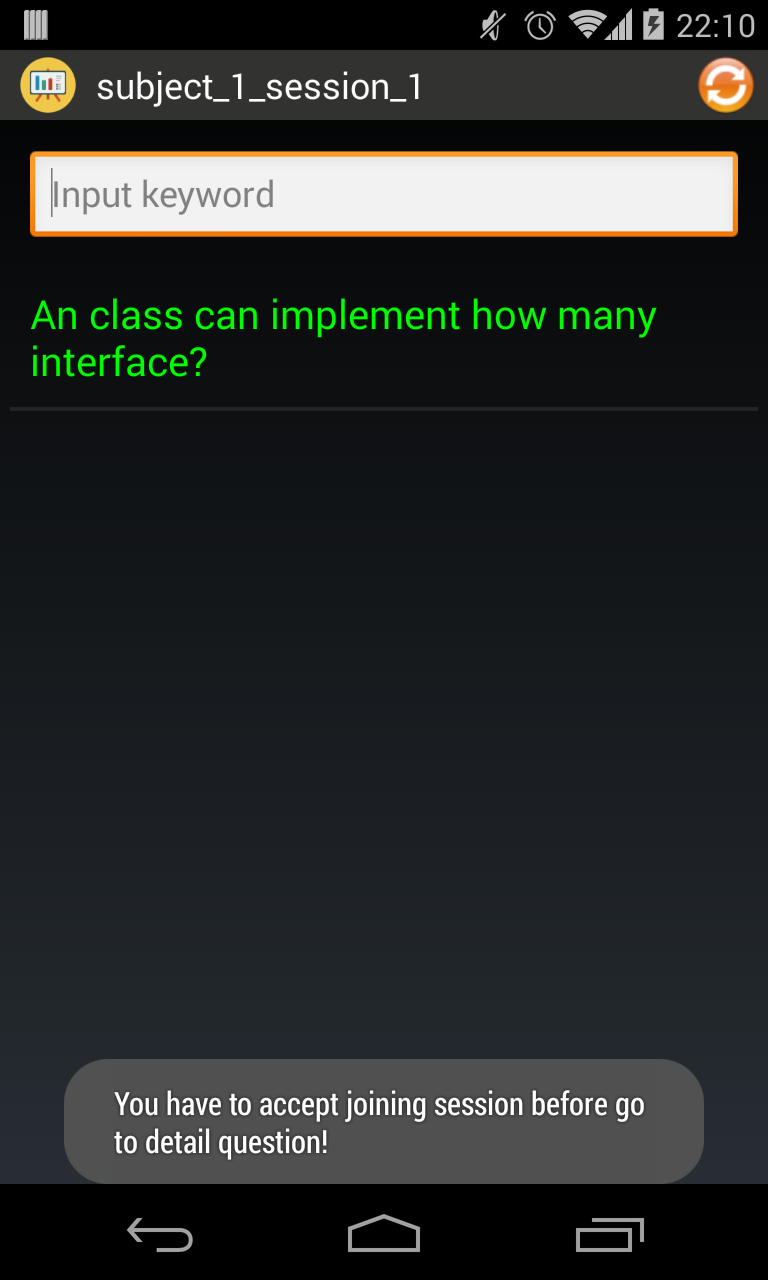 22:10
subject_1_session_1
Input keyword
An class can implement how many
interface?
You have to accept joining session before go
to detail question!